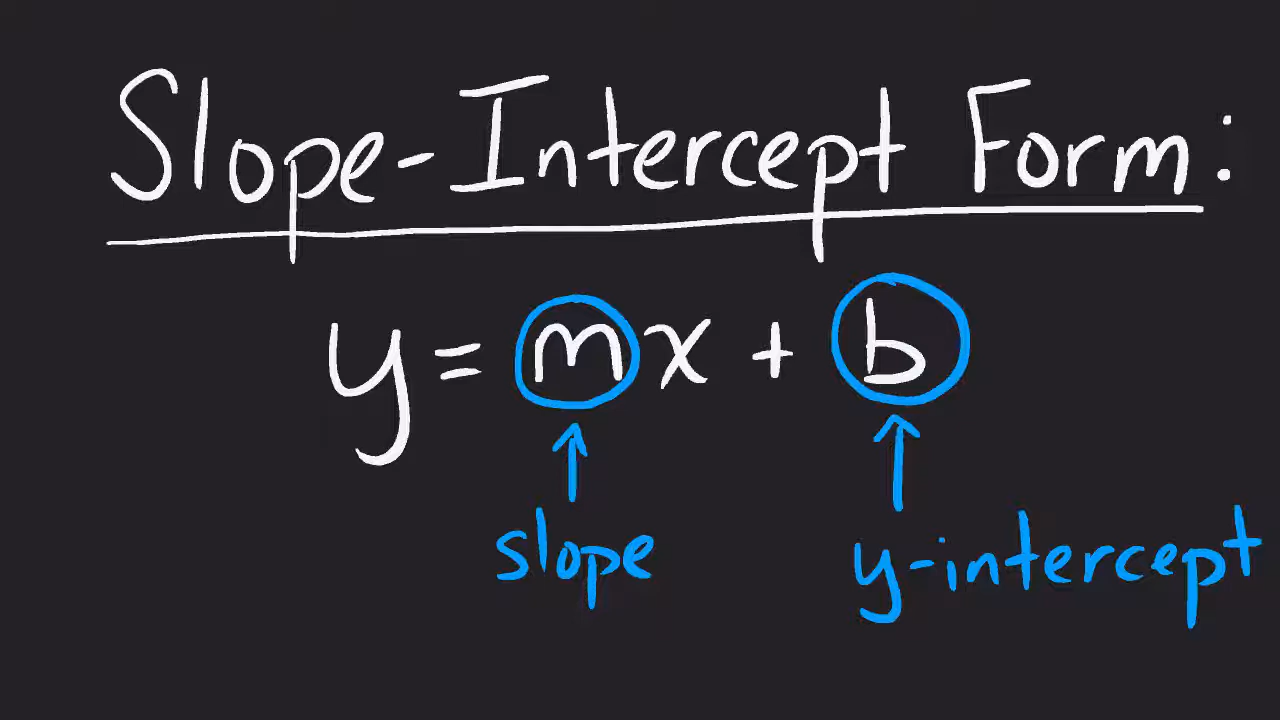 Slope-Intercept Form:
y = mx + b
slope
y-intercept